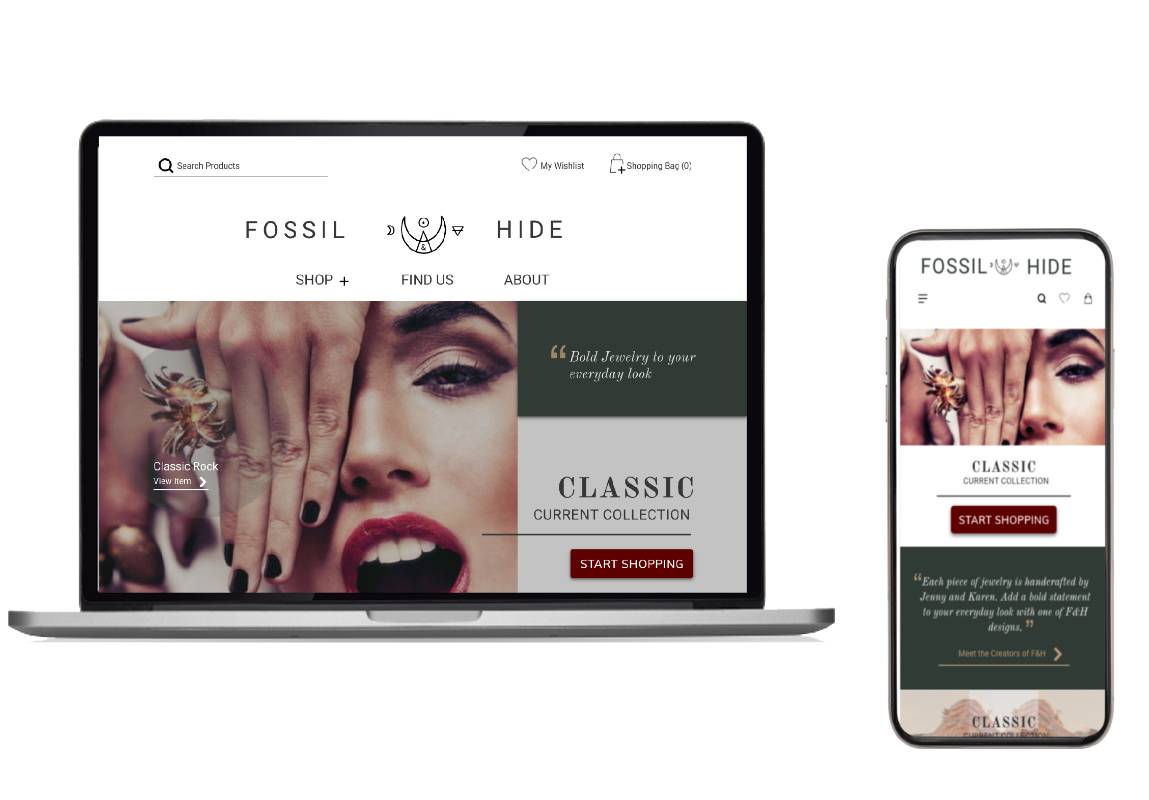 Search Products
My Wishlist
Shopping Bag (0)
FOSSIL & HIDE
SHOP +
FIND US
ABOUT
Classic Rock
View Item
“ Bold Jewelry to your
everyday look
CLASSIC
CURRENT COLLECTION
START SHOPPING
FOSSIL HIDE
CLASSIC
CURRENT COLLECTION
START SHOPPING
“Each piece of jewelry is handcrafted by
Jenny and Karen. Add a bold statement
to your everyday look with one of F&H
designs. ”
Meet the Creators of F&H
CLASSIC
CURRENT COLLECTION